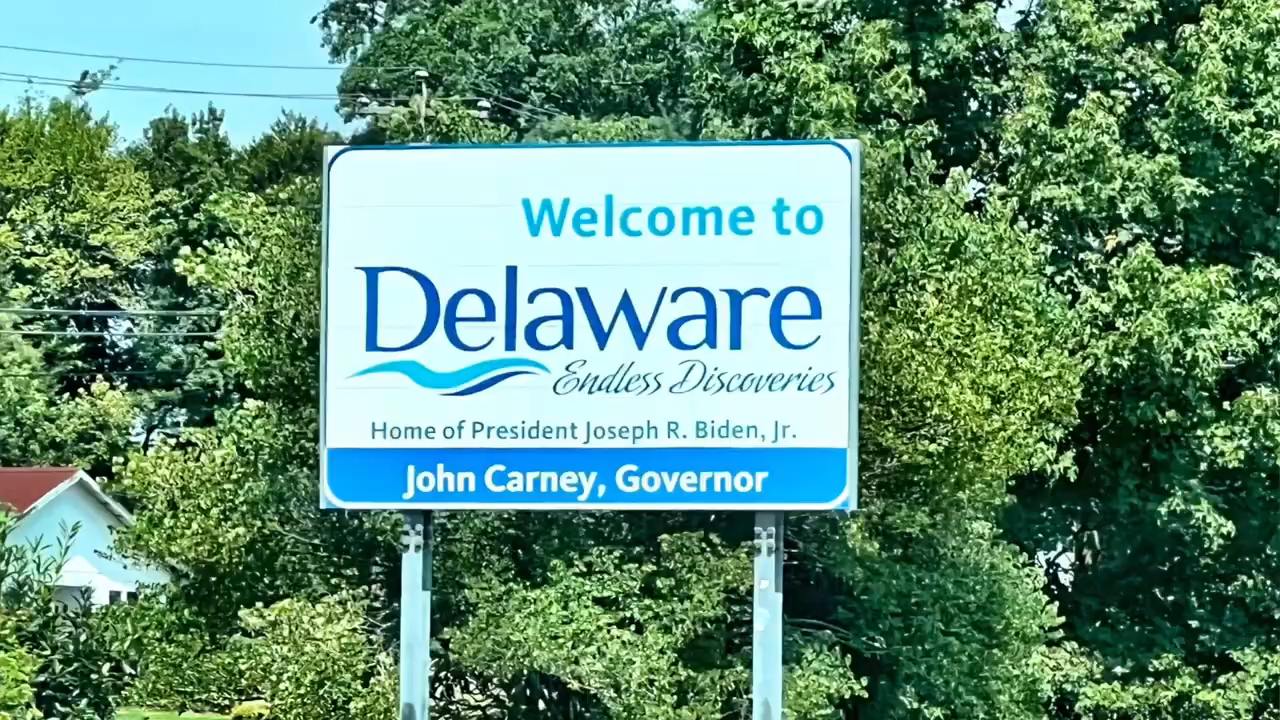 Welcome to
Delaware
Endless Discoveries
Home of President Joseph R. Biden, Jr.
John Carney, Governor